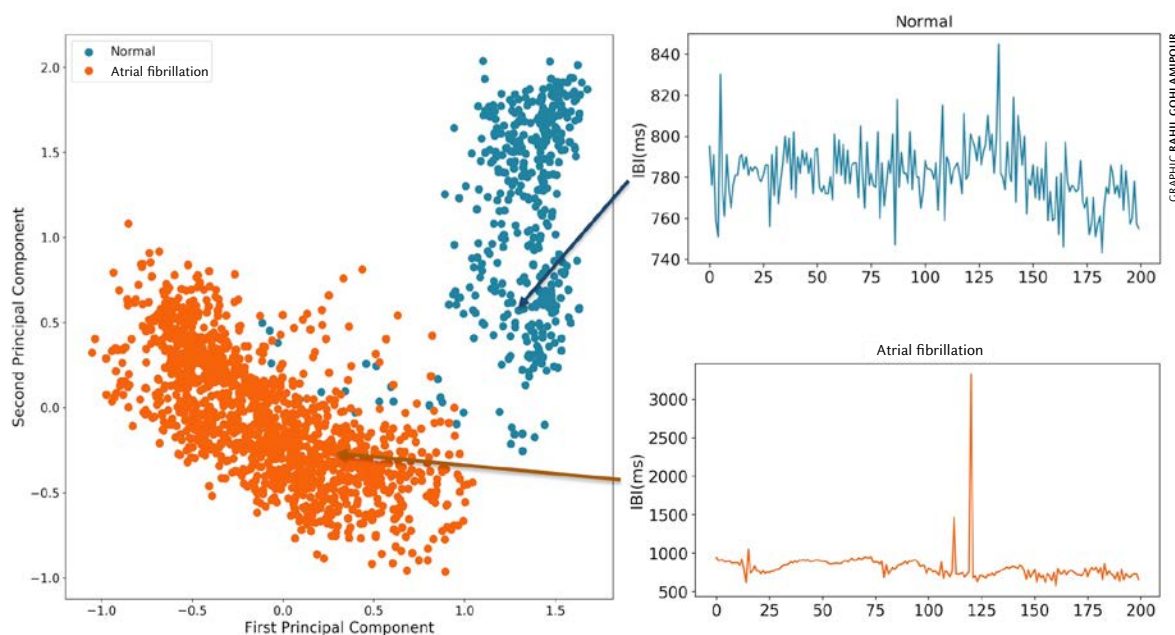 Normal
Atrial fibrillation
2.0
1.5
1.0
0.5
0.0
−0.5
−1.0
Second Principal Component
−1.0 −0.5 0.0 0.5 1.0 1.5
First Principal Component
Normal
840
820
800
780
760
740
IBI(ms)
0 25 50 75 100 125 150 175 200
GRAPHIC RAHIL GOHLAMIPOUR
Atrial fibrillation
3000
2500
2000
1500
1000
500
IBI(ms)
0 25 50 75 100 125 150 175 200